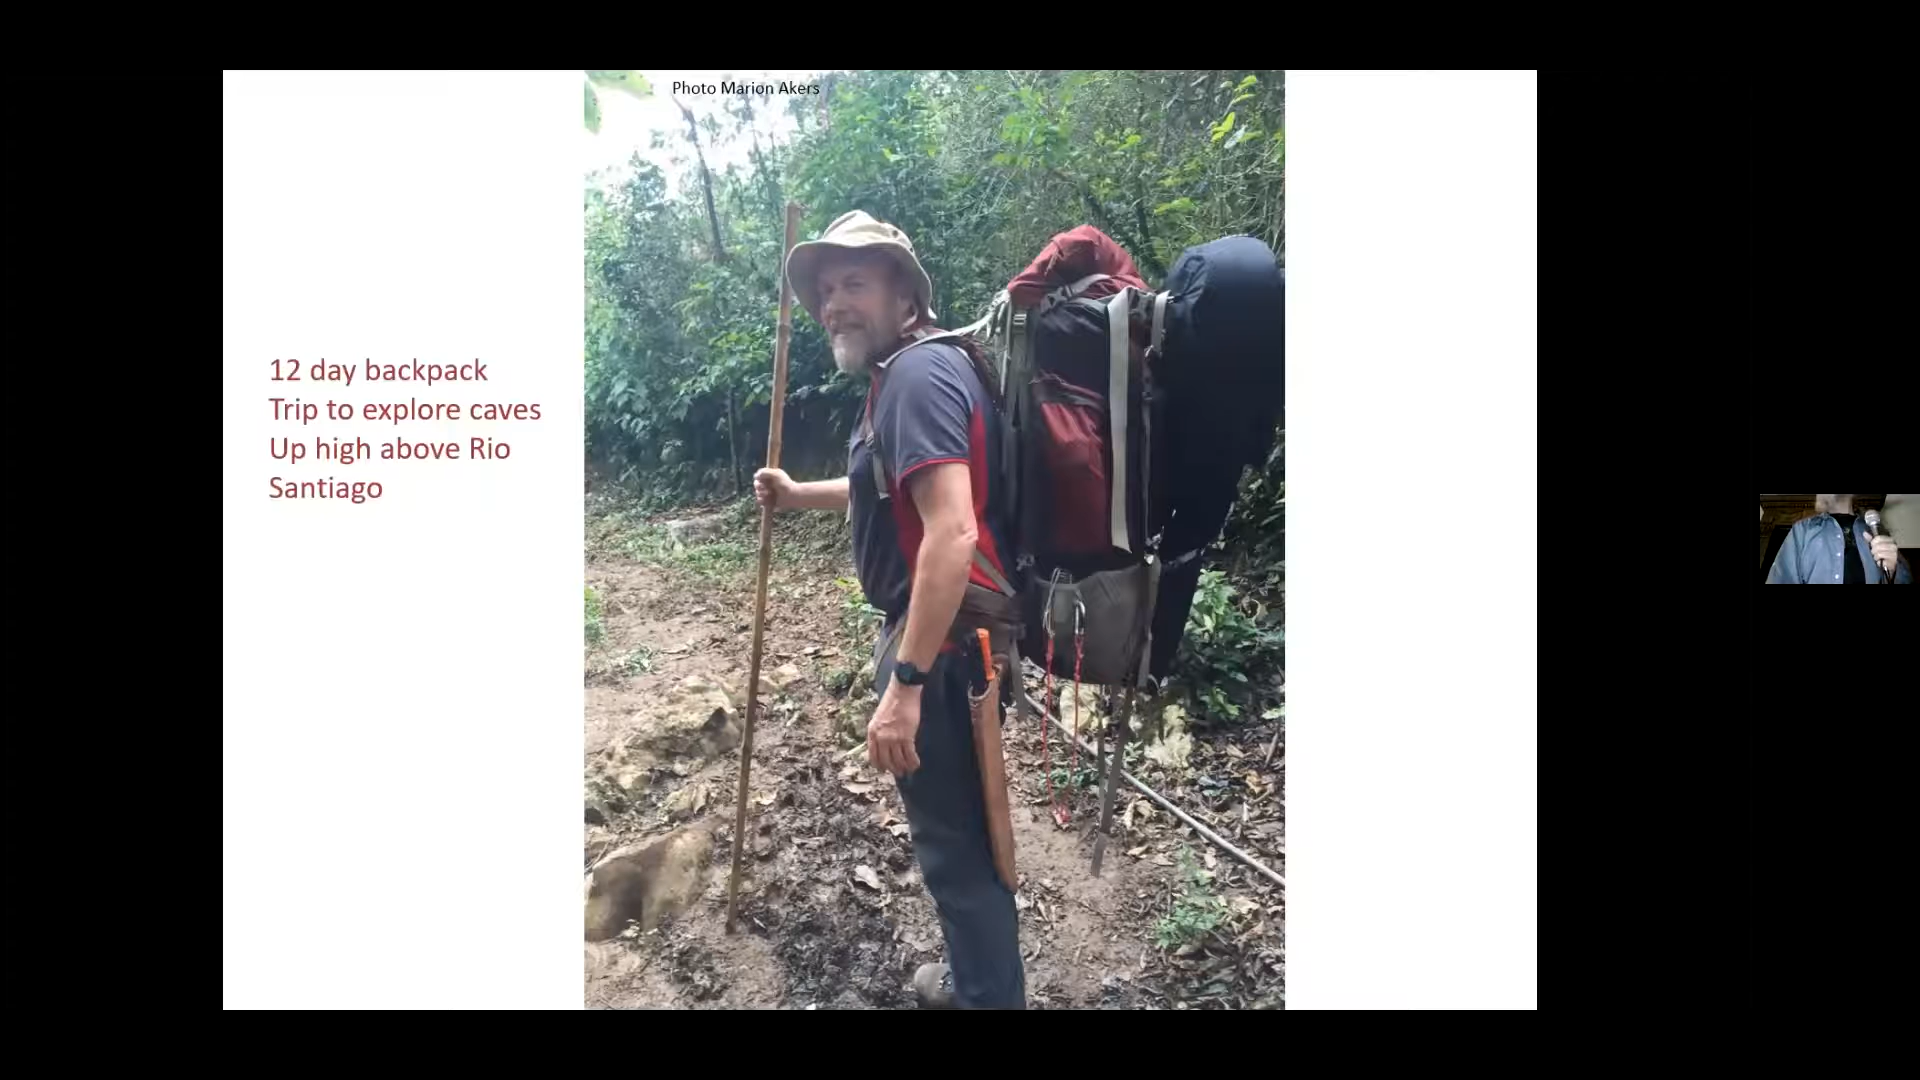 Photo Marion Akers
12 day backpack
Trip to explore caves
Up high above Rio
Santiago